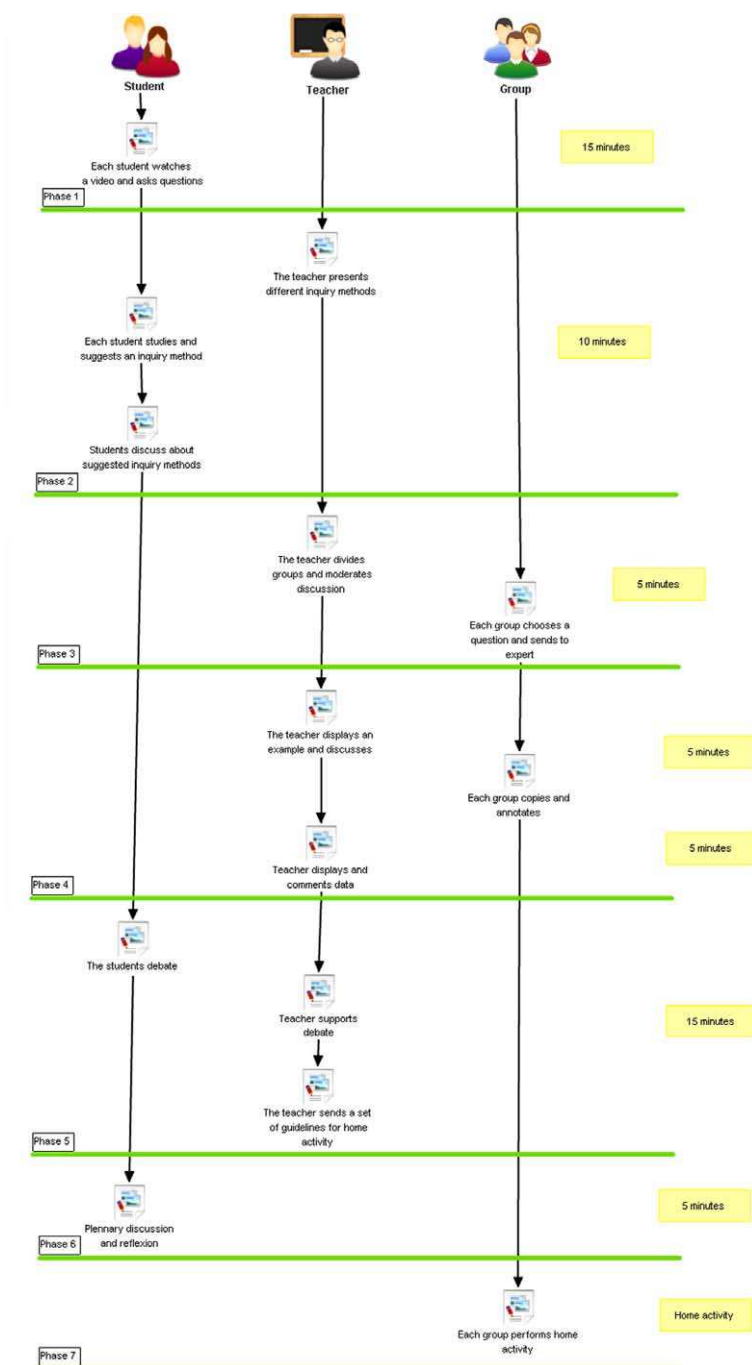 Student
Teacher
Group
Each student watches
a video and asks questions
15 minutes
Phase 1
The teacher presents
different inquiry methods
Each student studies and
suggests an inquiry method
10 minutes
Students discuss about
suggested inquiry methods
Phase 2
The teacher divides
groups and moderates
discussion
5 minutes
Each group chooses a
question and sends to
expert
Phase 3
The teacher displays an
example and discusses
5 minutes
Each group copies and
annotates
Teacher displays and
comments data
5 minutes
Phase 4
The students debate
Teacher supports
debate
15 minutes
The teacher sends a set
of guidelines for home
activity
Phase 5
Plennary discussion
and reflexion
5 minutes
Phase 6
Each group performs home
activity
Home activity
Phase 7